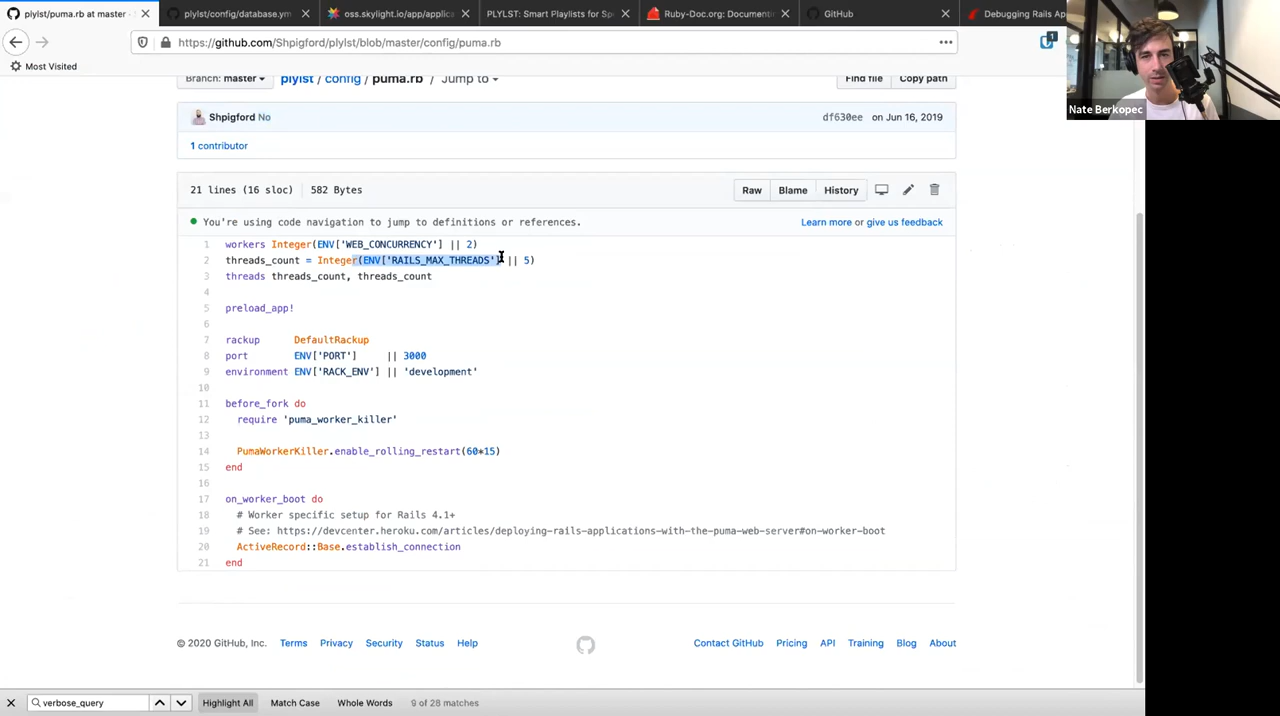 plylst/puma.rb at master ·
plylst/config/database.ym
oss.skylight.io/app/applica
PLYLST: Smart Playlists for Sp
Ruby-Doc.org: Documenti
GitHub
Debugging Rails Ap
https://github.com/Shpigford/plylst/blob/master/config/puma.rb
1
Most Visited
Nate Berkopec
Branch: master
plylst / config / puma.rb / Jump to
Find file
Copy path
Shpigford No
df630ee on Jun 16, 2019
1 contributor
21 lines (16 sloc) 582 Bytes
Raw Blame History
You're using code navigation to jump to definitions or references.
Learn more or give us feedback
1 workers Integer(ENV['WEB_CONCURRENCY'] || 2)
2 threads_count = Integer(ENV['RAILS_MAX_THREADS'] || 5)
3 threads threads_count, threads_count
4
5 preload_app!
6
7 rackup DefaultRackup
8 port ENV['PORT'] || 3000
9 environment ENV['RACK_ENV'] || 'development'
10
11 before_fork do
12 require 'puma_worker_killer'
13
14 PumaWorkerKiller.enable_rolling_restart(60*15)
15 end
16
17 on_worker_boot do
18 # Worker specific setup for Rails 4.1+
19 # See: https://devcenter.heroku.com/articles/deploying-rails-applications-with-the-puma-web-server#on-worker-boot
20 ActiveRecord::Base.establish_connection
21 end
© 2020 GitHub, Inc. Terms Privacy Security Status Help
Contact GitHub Pricing API Training Blog About
verbose_query
Highlight All Match Case Whole Words 9 of 28 matches